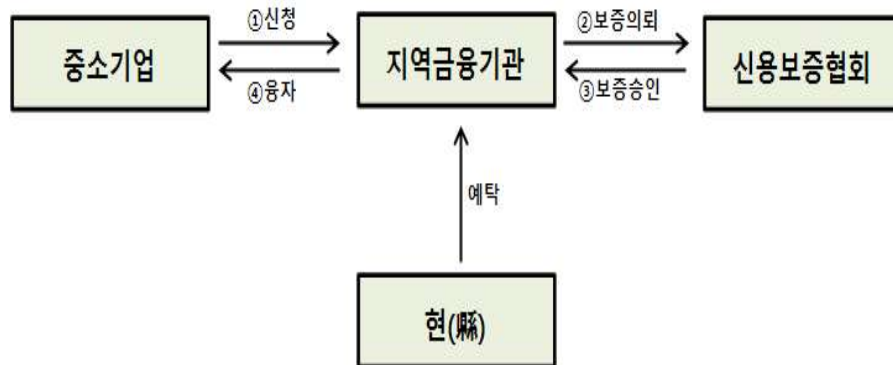 ①신청
②보증의뢰
중소기업
지역금융기관
신용보증협회
④융자
③보증승인
예탁
현(縣)